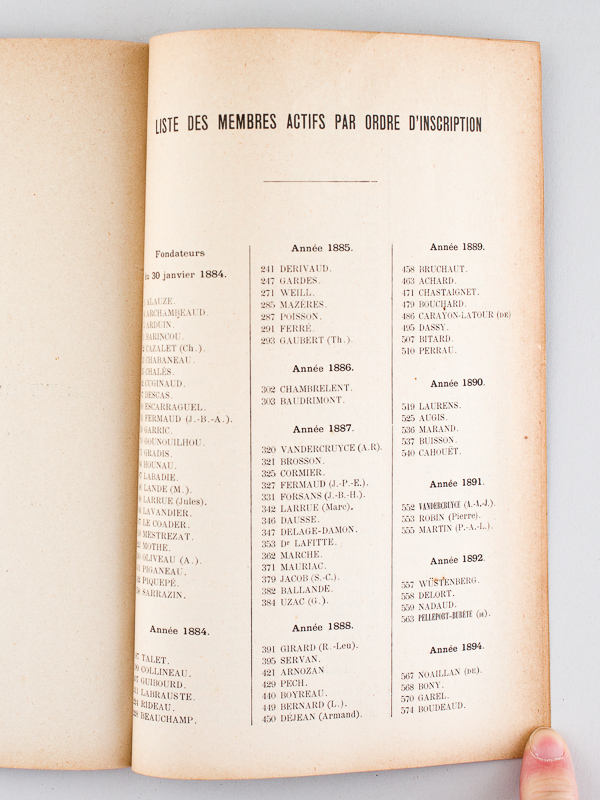 LISTE DES MEMBRES ACTIFS PAR ORDRE D'INSCRIPTION
Fondateurs
30 janvier 1884.
ALAUZE.
ARCHAMBEAUD.
ARDUIN.
BARINCOU.
CAZALET (Ch.).
CHABANEAU.
CHALÈS.
CUGINAUD.
DESCAS.
ESCARRAGUEL.
FERMAUD (J.-B.-A.).
GARRIC.
GOUNOUILHOU.
GRADIS.
HOUNAU.
LABADIE.
LANDE (M.).
LARRUE (Jules).
LAVANDIER.
LE COADER.
MESTREZAT.
MOTHE.
OLIVEAU (A.).
PIGANEAU.
PIQUEPÉ.
SARRAZIN.
Année 1884.
TALET.
COLLINEAU.
GUIBOURD.
LABRAUSTE.
RIDEAU.
BEAUCHAMP.
Année 1885.
241 DERIVAUD.
247 GARDES.
271 WEILL.
285 MAZÈRES.
287 POISSON.
291 FERRÉ.
293 GAUBERT (Th.).
Année 1886.
302 CHAMBRELENT.
303 BAUDRIMONT.
Année 1887.
320 VANDERCRUYCE (A.R).
321 BROSSON.
325 CORMIER.
327 FERMAUD (J.-P.-E.).
331 FORSANS (J.-B.-H.).
342 LARRUE (Marc).
346 DAUSSE.
347 DELAGE-DAMON.
353 Dr LAFITTE.
362 MARCHE.
371 MAURIAC.
379 JACOB (S.-C.).
382 BALLANDE.
384 UZAC (G.).
Année 1888.
391 GIRARD (R.-Leu).
395 SERVAN.
421 ARNOZAN
429 PECH.
440 BOYREAU.
449 BERNARD (L.).
450 DÉJEAN (Armand).
Année 1889.
458 BRUCHAUT.
463 ACHARD.
471 CHASTAIGNET.
479 BOUCHARD.
486 CARAYON-LATOUR (DE)
495 DASSY.
507 BITARD.
510 PERRAU.
Année 1890.
519 LAURENS.
525 AUGIS.
536 MARAND.
537 BUISSON.
540 CAHOUËT.
Année 1891.
552 VANDERCRUYCE (A.-A.-J.).
553 ROBIN (Pierre).
555 MARTIN (P.-A.-L.).
Année 1892.
557 WÜSTENBERG.
558 DELORT.
559 NADAUD.
563 PELLEPORT-BURÈTE (DE).
Année 1894.
567 NOAILLAN (DE).
568 BONY.
570 GAREL.
574 BOUDEAUD.